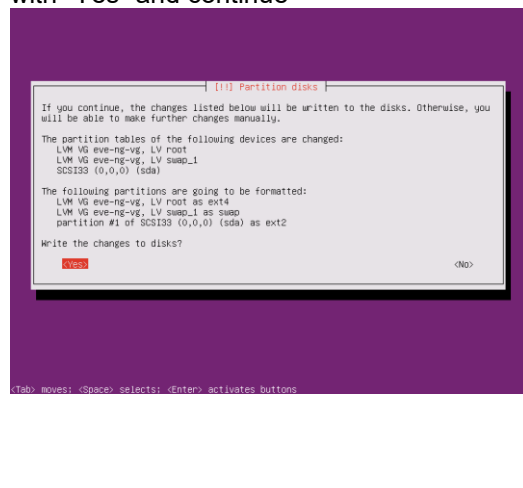 with "Yes" and continue
[!!] Partition disks
If you continue, the changes listed below will be written to the disks. Otherwise, you
will be able to make further changes manually.
The partition tables of the following devices are changed:
LVM VG eve-ng-vg, LV root
LVM VG eve-ng-vg, LV swap_1
SCSI33 (0,0,0) (sda)
The following partitions are going to be formatted:
LVM VG eve-ng-vg, LV root as ext4
LVM VG eve-ng-vg, LV swap_1 as swap
partition #1 of SCSI33 (0,0,0) (sda) as ext2
Write the changes to disks?
<Yes> <No>
<Tab> moves; <Space> selects; <Enter> activates buttons